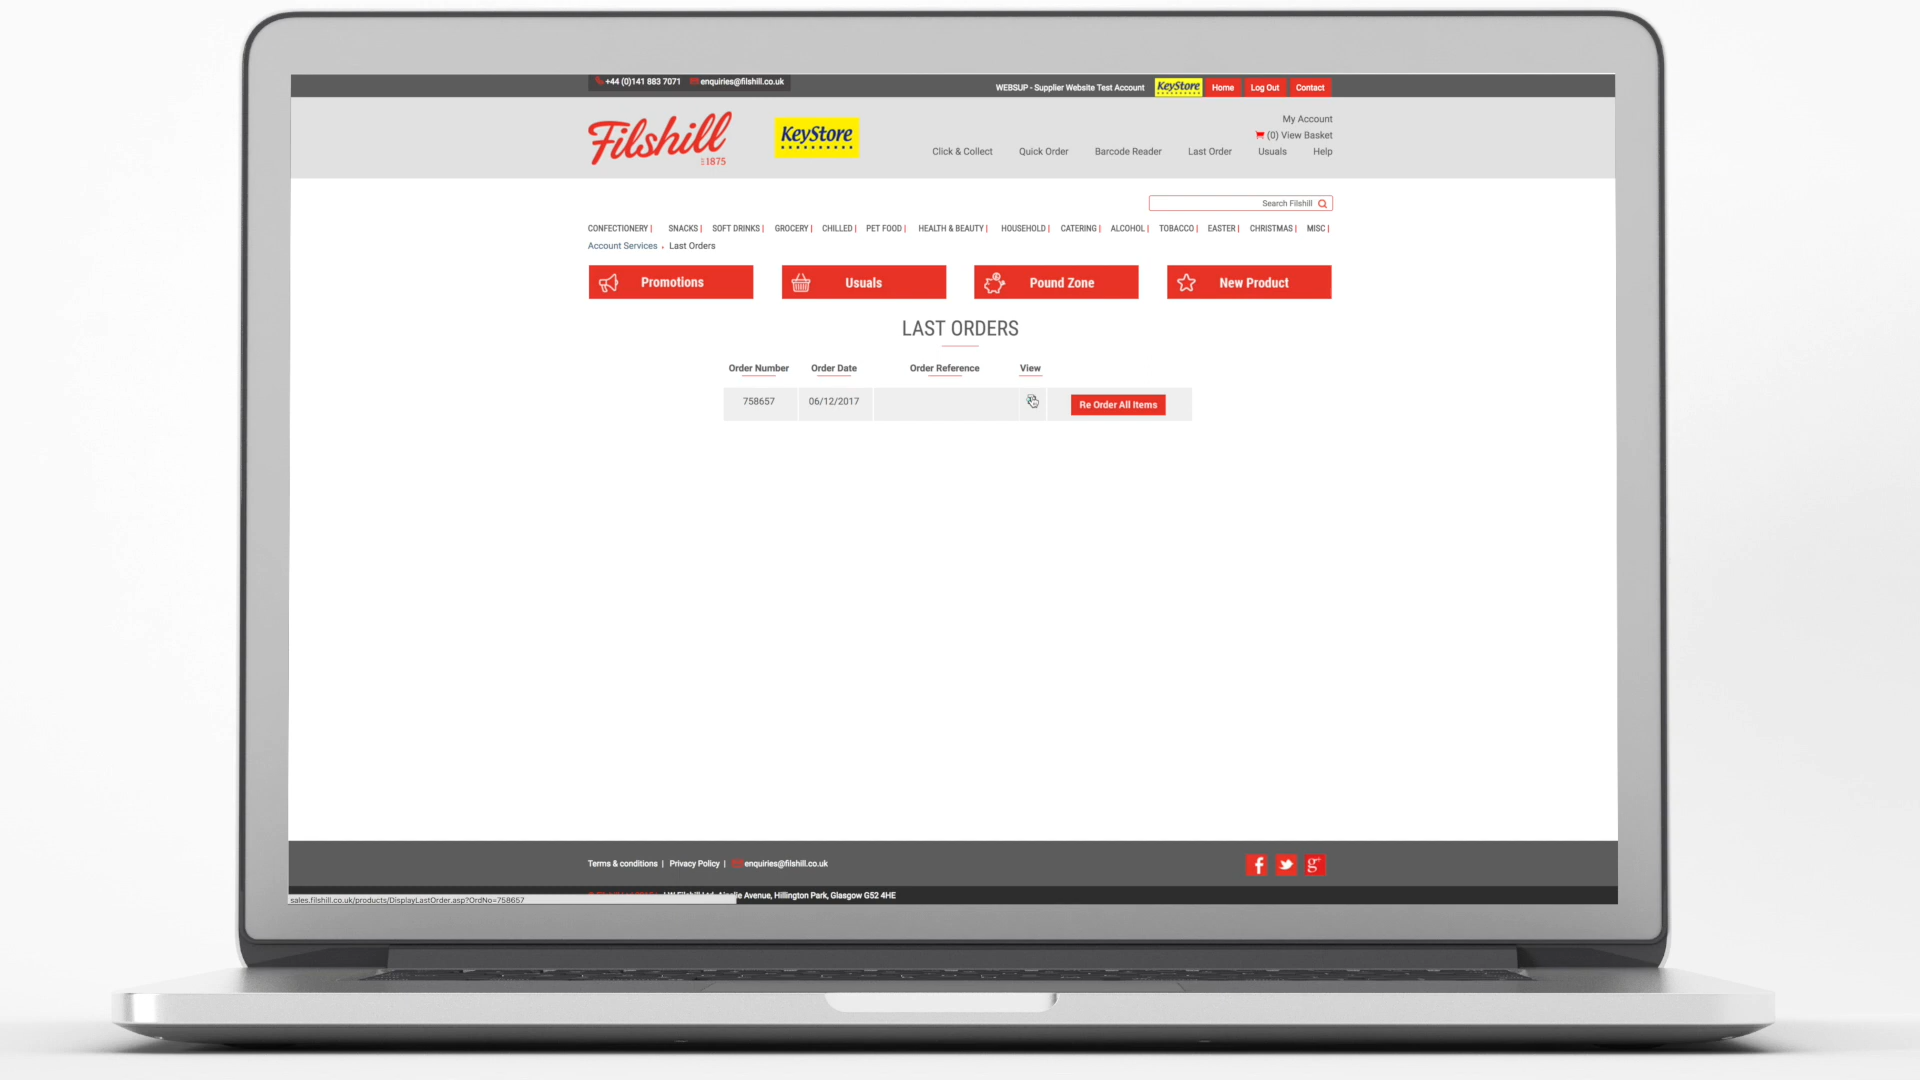 +44 (0)141 883 7071 enquiries@filshill.co.uk
WEBSUP - Supplier Website Test Account KeyStore Home Log Out Contact
Filshill
1875
KeyStore
My Account
(0) View Basket
Click & Collect Quick Order Barcode Reader Last Order Usuals Help
Search Filshill
CONFECTIONERY | SNACKS | SOFT DRINKS | GROCERY | CHILLED | PET FOOD | HEALTH & BEAUTY | HOUSEHOLD | CATERING | ALCOHOL | TOBACCO | EASTER | CHRISTMAS | MISC |
Account Services Last Orders
Promotions Usuals Pound Zone New Product
LAST ORDERS
Order Number Order Date Order Reference View
758657 06/12/2017 Re Order All Items
Terms & conditions | Privacy Policy | enquiries@filshill.co.uk
f g+
Avenue, Hillington Park, Glasgow G52 4HE
sales.filshill.co.uk/products/DisplayLastOrder.asp?OrdNo=758657